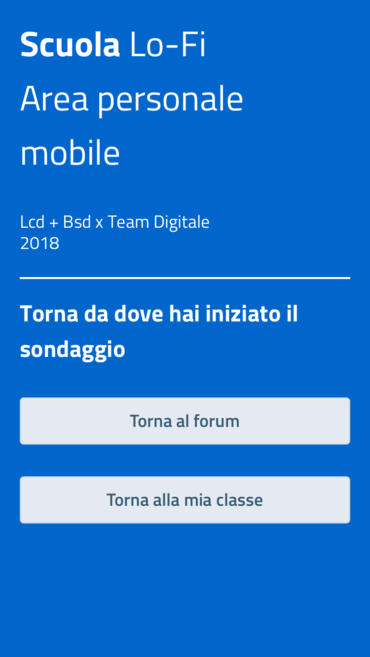 Scuola Lo-Fi
Area personale
mobile
Lcd + Bsd x Team Digitale
2018
Torna da dove hai iniziato il
sondaggio
Torna al forum
Torna alla mia classe